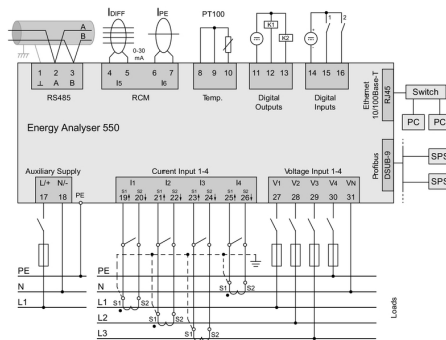 IDIFF
IPE
PT100
A
B
K1
K2
1 2
0-30 mA
1 2 3
⊥ A B
4 5
I5
6 7
I6
8 9 10
11 12 13
14 15 16
RS485
RCM
Temp.
Digital Outputs
Digital Inputs
Ethernet 10/100Base-T
RJ45
Switch
PC
PC
Energy Analyser 550
Profibus
DSUB-9
SPS
SPS
Auxiliary Supply
Current Input 1-4
Voltage Input 1-4
L/+ N/- PE
17 18
I1 I2 I3 I4
S1 S2 S1 S2 S1 S2 S1 S2
19 20 21 22 23 24 25 26
V1 V2 V3 V4 VN
27 28 29 30 31
PE
PE
N
N
L1
L1
L2
L3
S1 S2
S1 S2
S1 S2
S1 S2
Loads